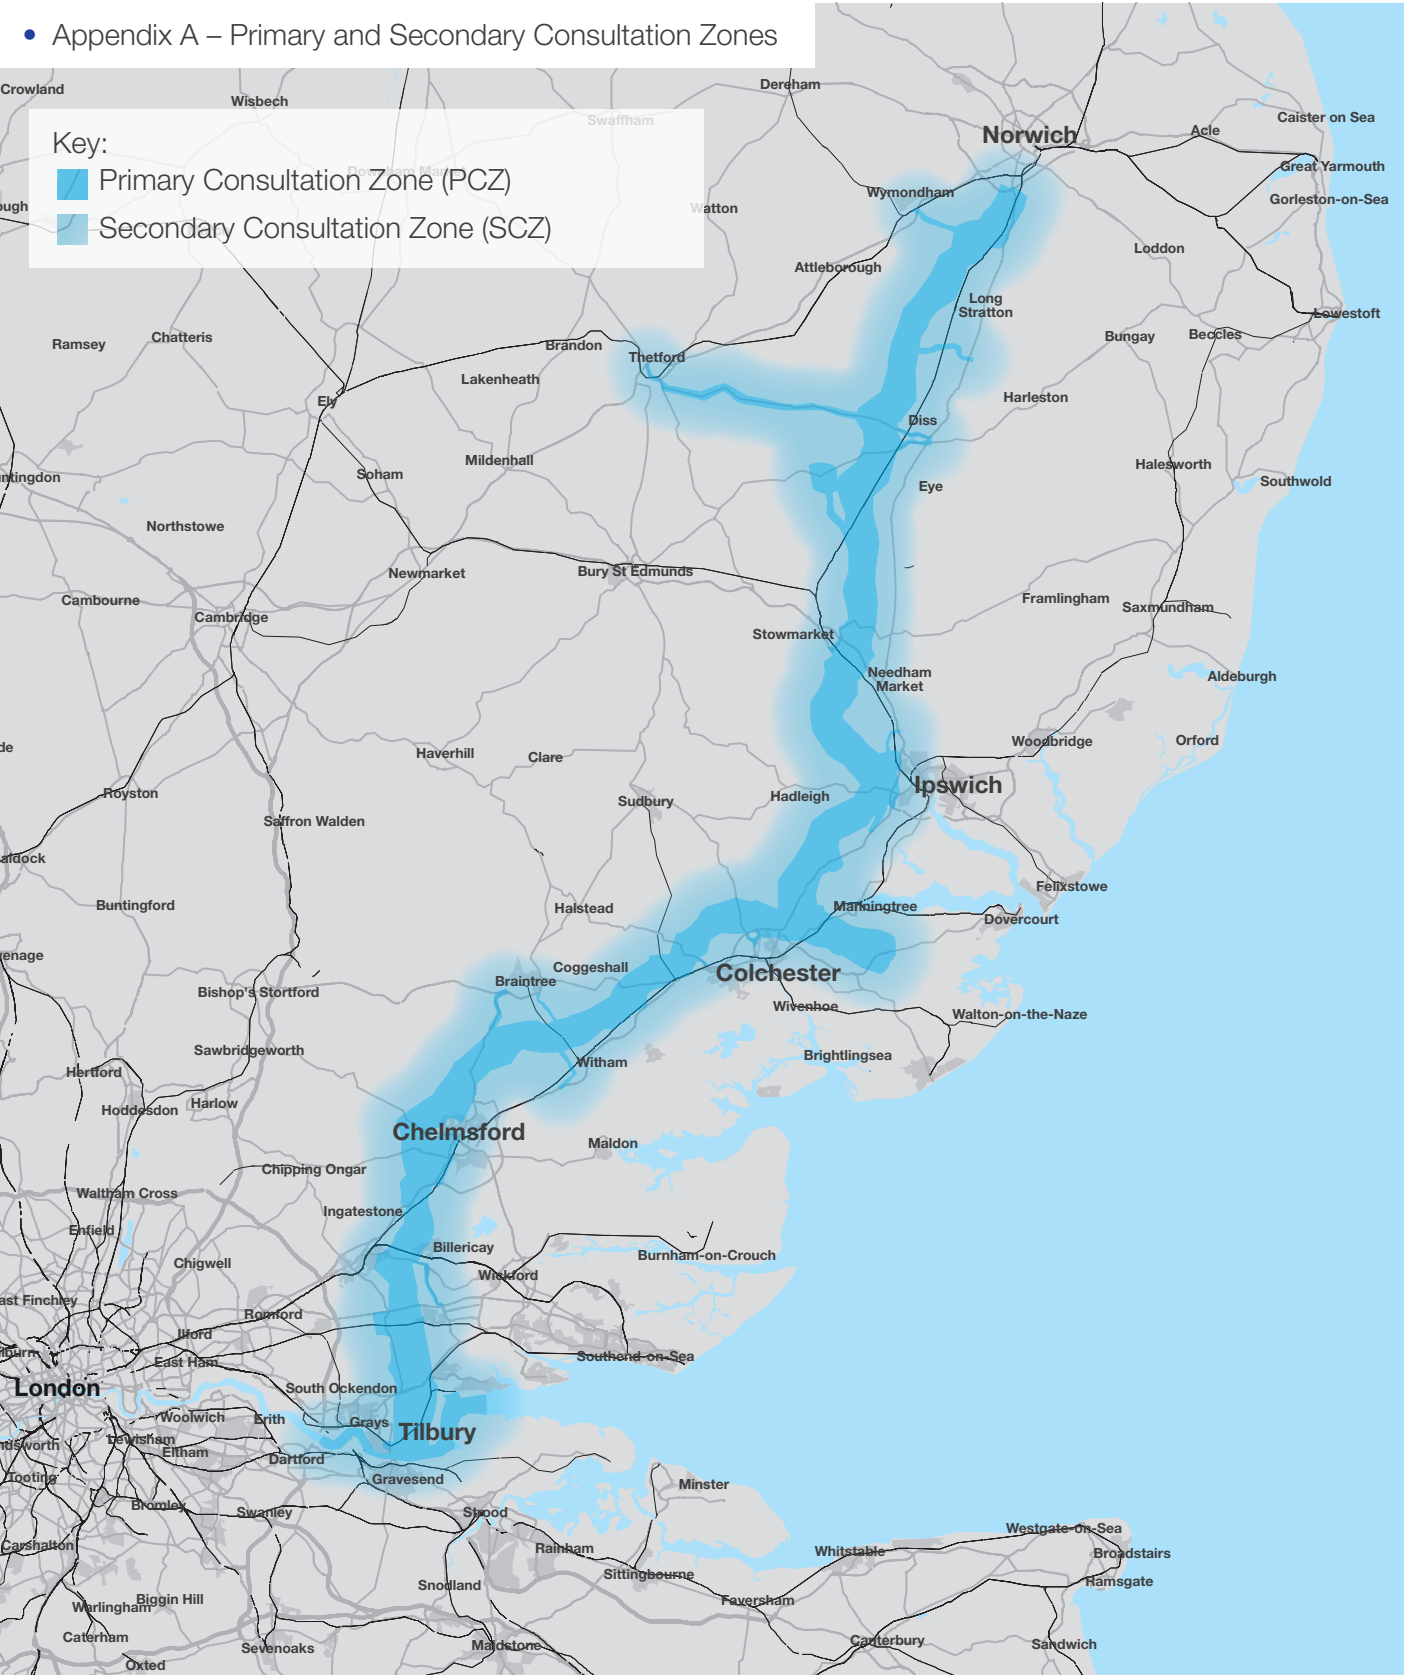 • Appendix A – Primary and Secondary Consultation Zones
Crowland
Wisbech
Dereham
Swaffham
Norwich
Acle
Caister on Sea
Key:
Great Yarmouth
Primary Consultation Zone (PCZ)
Wymondham
Gorleston-on-Sea
Watton
Secondary Consultation Zone (SCZ)
Loddon
Attleborough
Long
Stratton
Lowestoft
Ramsey
Chatteris
Brandon
Thetford
Bungay
Beccles
Lakenheath
Ely
Harleston
Diss
Mildenhall
Halesworth
Soham
Eye
Southwold
ntingdon
Northstowe
Newmarket
Bury St Edmunds
Cambourne
Framlingham
Saxmundham
Cambridge
Stowmarket
Needham
Market
Aldeburgh
de
Haverhill
Clare
Woodbridge
Orford
Ipswich
Royston
Sudbury
Hadleigh
Saffron Walden
aldock
Felixstowe
Buntingford
Halstead
Manningtree
Dovercourt
enage
Coggeshall
Colchester
Braintree
Bishop's Stortford
Wivenhoe
Walton-on-the-Naze
Sawbridgeworth
Brightlingsea
Witham
Hertford
Harlow
Hoddesdon
Chelmsford
Maldon
Chipping Ongar
Waltham Cross
Ingatestone
Enfield
Billericay
Burnham-on-Crouch
Chigwell
Wickford
ast Finchley
Romford
Ilford
lburn
East Ham
Southend-on-Sea
London
South Ockendon
Woolwich
Erith
Grays
Tilbury
ndsworth
Lewisham
Eltham
Dartford
Tooting
Gravesend
Minster
Bromley
Swanley
Strood
Westgate-on-Sea
Carshalton
Rainham
Whitstable
Broadstairs
Sittingbourne
Ramsgate
Snodland
Biggin Hill
Warlingham
Faversham
Caterham
Sevenoaks
Maidstone
Canterbury
Sandwich
Oxted